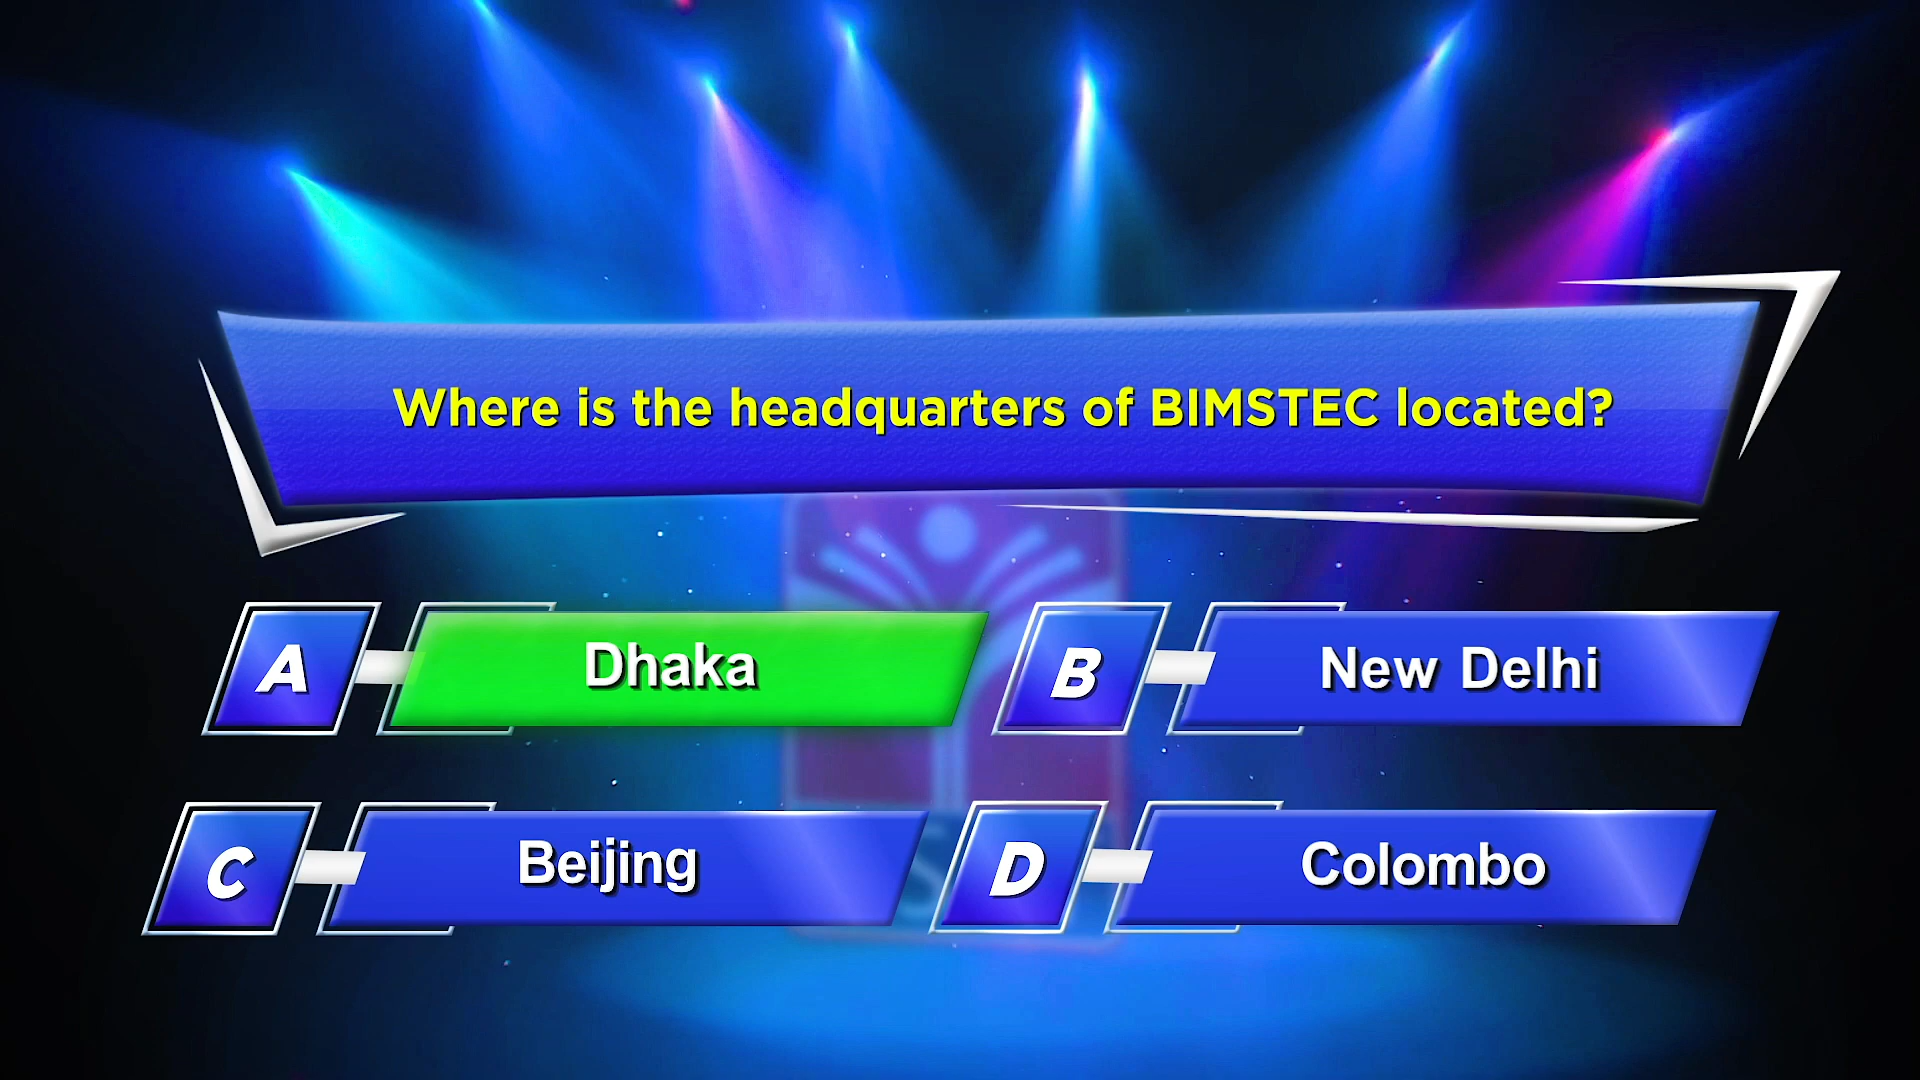 Where is the headquarters of BIMSTEC located?
A Dhaka
B New Delhi
C Beijing
D Colombo